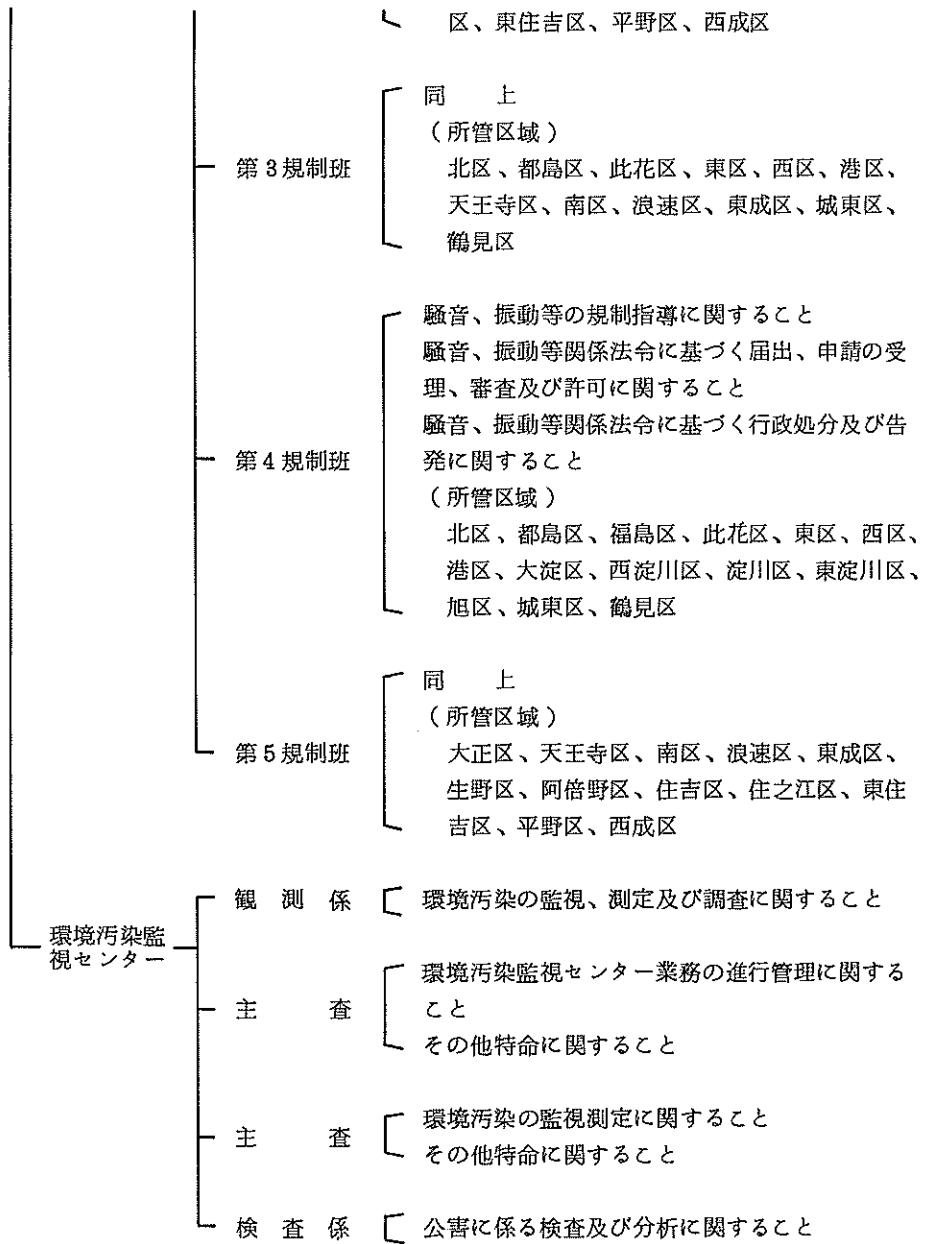 区、東住吉区、平野区、西成区
第3規制班
同　　上
（所管区域）
北区、都島区、此花区、東区、西区、港区、
天王寺区、南区、浪速区、東成区、城東区、
鶴見区
第4規制班
騒音、振動等の規制指導に関すること
騒音、振動等関係法令に基づく届出、申請の受
理、審査及び許可に関すること
騒音、振動等関係法令に基づく行政処分及び告
発に関すること
（所管区域）
北区、都島区、福島区、此花区、東区、西区、
港区、大淀区、西淀川区、淀川区、東淀川区、
旭区、城東区、鶴見区
第5規制班
同　　上
（所管区域）
大正区、天王寺区、南区、浪速区、東成区、
生野区、阿倍野区、住吉区、住之江区、東住
吉区、平野区、西成区
環境汚染監
視センター
観　測　係
環境汚染の監視、測定及び調査に関すること
主　　　査
環境汚染監視センター業務の進行管理に関する
こと
その他特命に関すること
主　　　査
環境汚染の監視測定に関すること
その他特命に関すること
検　査　係
公害に係る検査及び分析に関すること